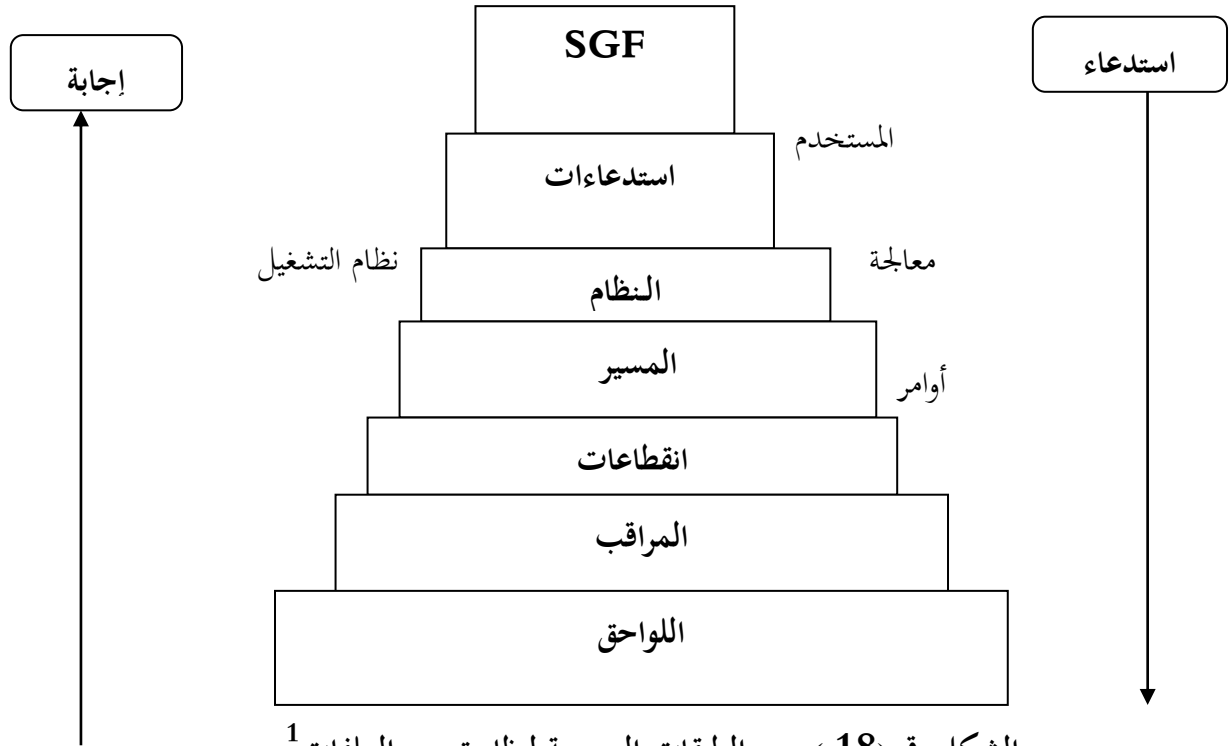 SGF
استدعاء
إجابة
المستخدم
استدعاءات
معالجة
نظام التشغيل
النظام
المسير
أوامر
انقطاعات
المراقب
اللواحق